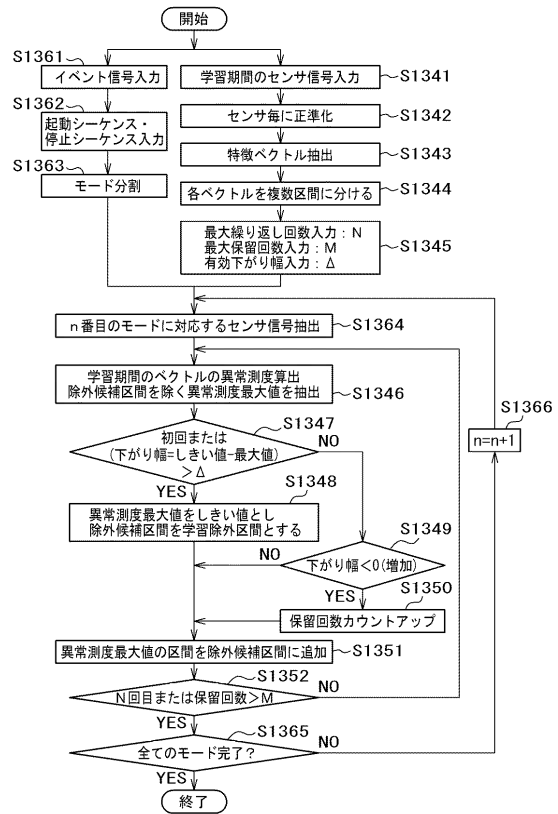 開始
S1361
イベント信号入力
S1362
起動シーケンス・
停止シーケンス入力
S1363
モード分割
学習期間のセンサ信号入力
S1341
センサ毎に正準化
S1342
特徴ベクトル抽出
S1343
各ベクトルを複数区間に分ける
S1344
最大繰り返し回数入力:N
最大保留回数入力:M
有効下がり幅入力:Δ
S1345
n番目のモードに対応するセンサ信号抽出
S1364
学習期間のベクトルの異常測度算出
除外候補区間を除く異常測度最大値を抽出
S1346
S1366
n=n+1
S1347
初回または
(下がり幅=しきい値-最大値)
>Δ
NO
YES
S1348
異常測度最大値をしきい値とし
除外候補区間を学習除外区間とする
S1349
下がり幅<0(増加)
NO
YES
S1350
保留回数カウントアップ
異常測度最大値の区間を除外候補区間に追加
S1351
S1352
N回目または保留回数>M
NO
YES
S1365
全てのモード完了?
NO
YES
終了